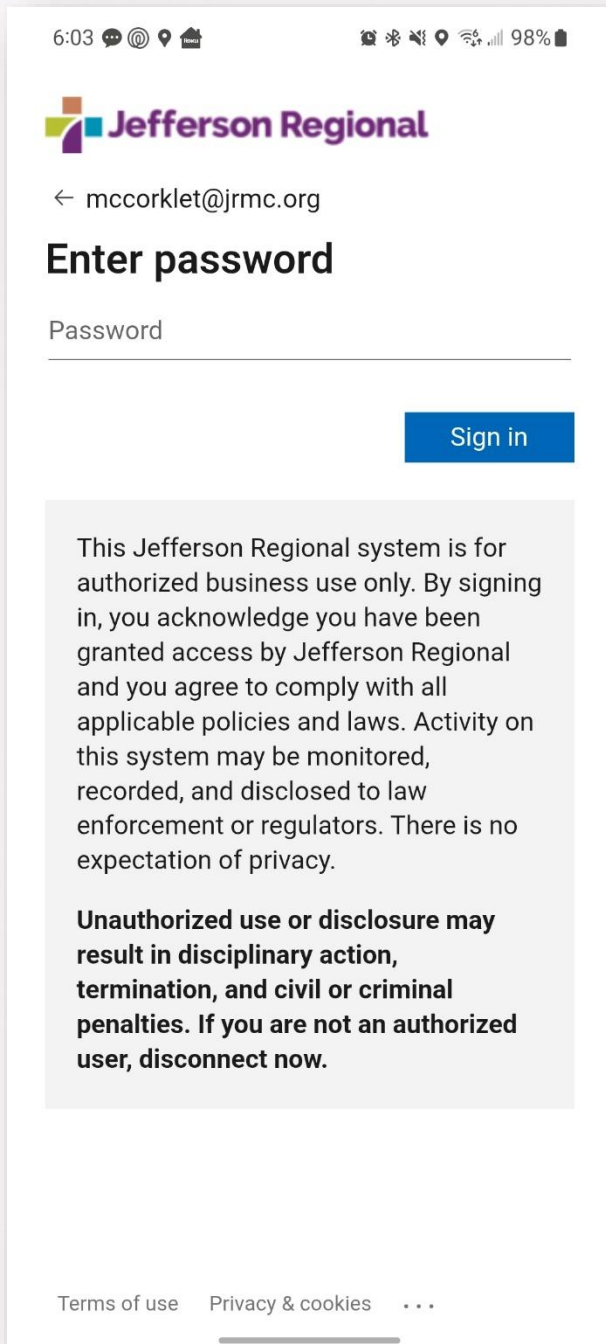 6:03 98%
Jefferson Regional
← mccorklet@jrmc.org
Enter password
Password
Sign in
This Jefferson Regional system is for
authorized business use only. By signing
in, you acknowledge you have been
granted access by Jefferson Regional
and you agree to comply with all
applicable policies and laws. Activity on
this system may be monitored,
recorded, and disclosed to law
enforcement or regulators. There is no
expectation of privacy.
Unauthorized use or disclosure may
result in disciplinary action,
termination, and civil or criminal
penalties. If you are not an authorized
user, disconnect now.
Terms of use Privacy & cookies ...